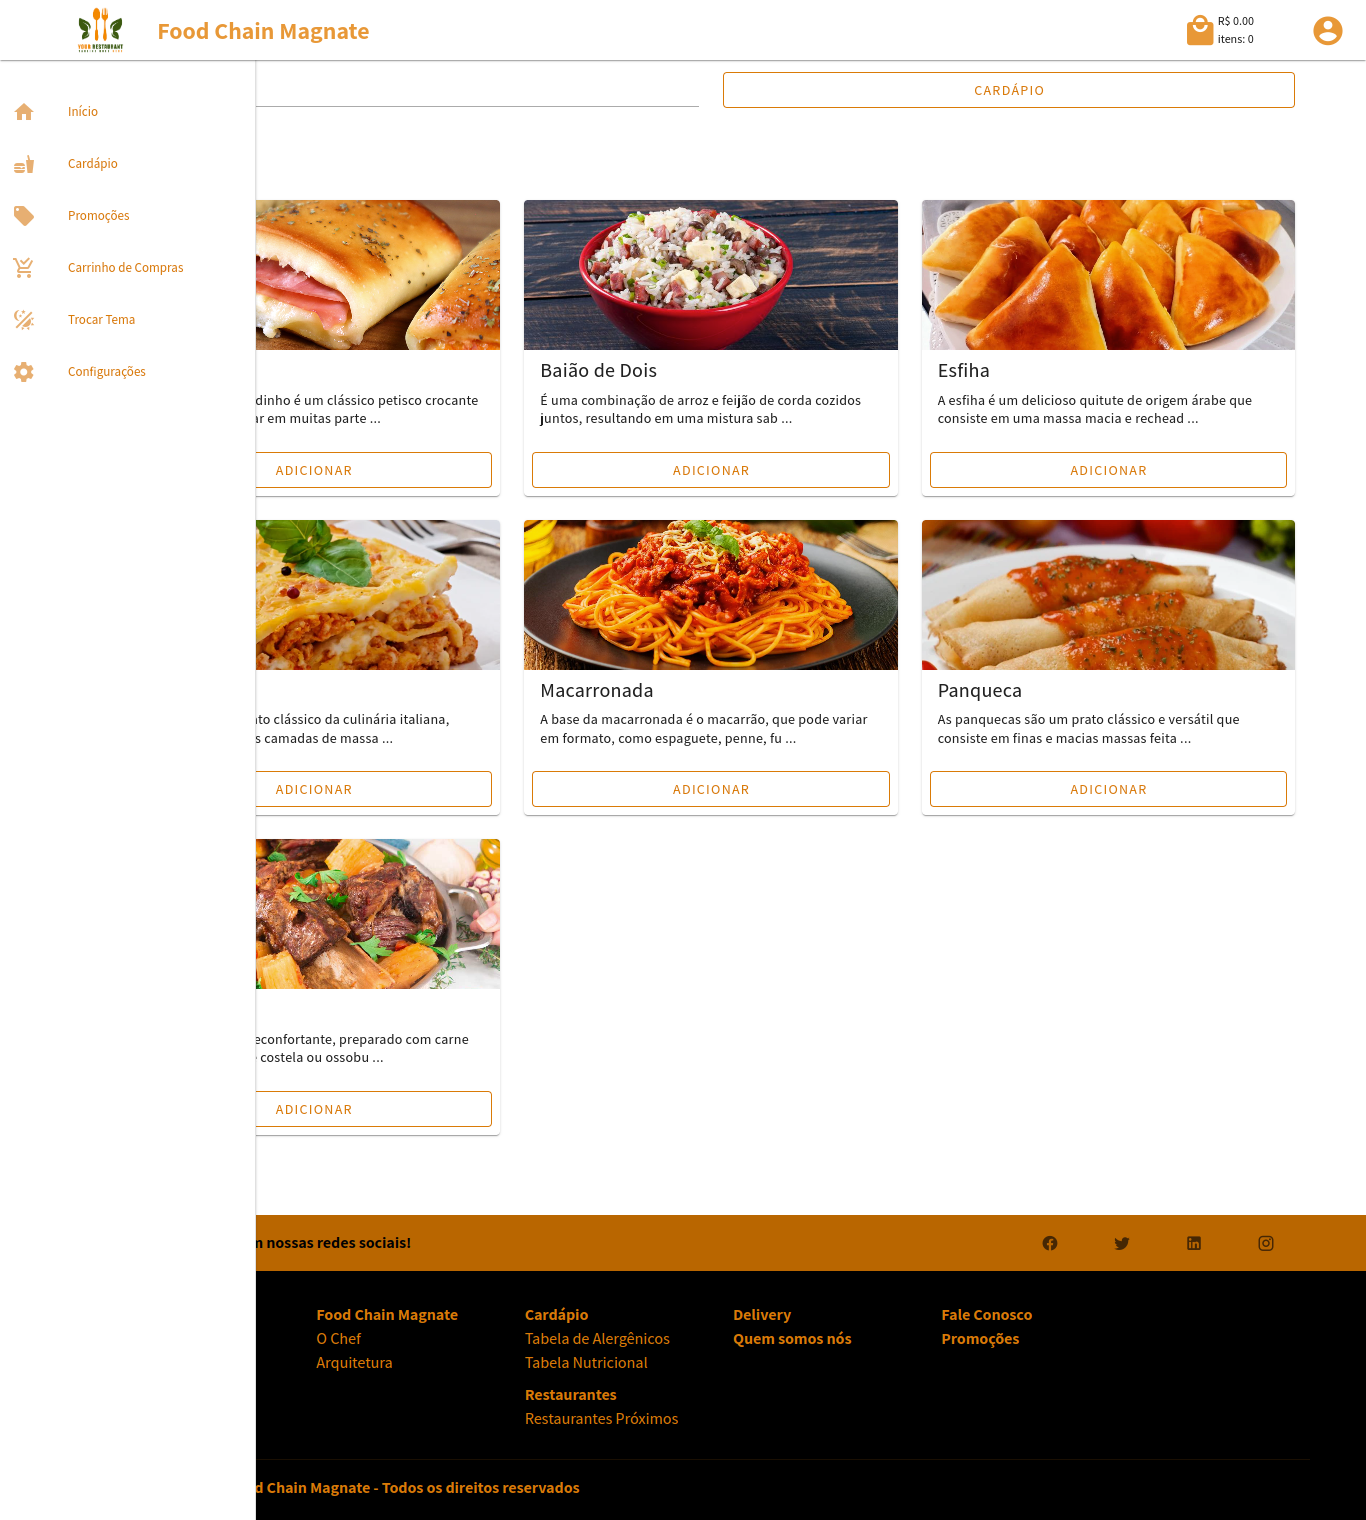 YOUR RESTAURANT
Food Chain Magnate
R$ 0.00
itens: 0
Início
Cardápio
Promoções
Carrinho de Compras
Trocar Tema
Configurações
CARDÁPIO
dinho é um clássico petisco crocante
ar em muitas parte ...
ADICIONAR
Baião de Dois
É uma combinação de arroz e feijão de corda cozidos
juntos, resultando em uma mistura sab ...
ADICIONAR
Esfiha
A esfiha é um delicioso quitute de origem árabe que
consiste em uma massa macia e rechead ...
ADICIONAR
ato clássico da culinária italiana,
s camadas de massa ...
ADICIONAR
Macarronada
A base da macarronada é o macarrão, que pode variar
em formato, como espaguete, penne, fu ...
ADICIONAR
Panqueca
As panquecas são um prato clássico e versátil que
consiste em finas e macias massas feita ...
ADICIONAR
econfortante, preparado com carne
costela ou ossobu ...
ADICIONAR
nossas redes sociais!
Food Chain Magnate
O Chef
Arquitetura
Cardápio
Tabela de Alergênicos
Tabela Nutricional
Restaurantes
Restaurantes Próximos
Delivery
Quem somos nós
Fale Conosco
Promoções
d Chain Magnate - Todos os direitos reservados